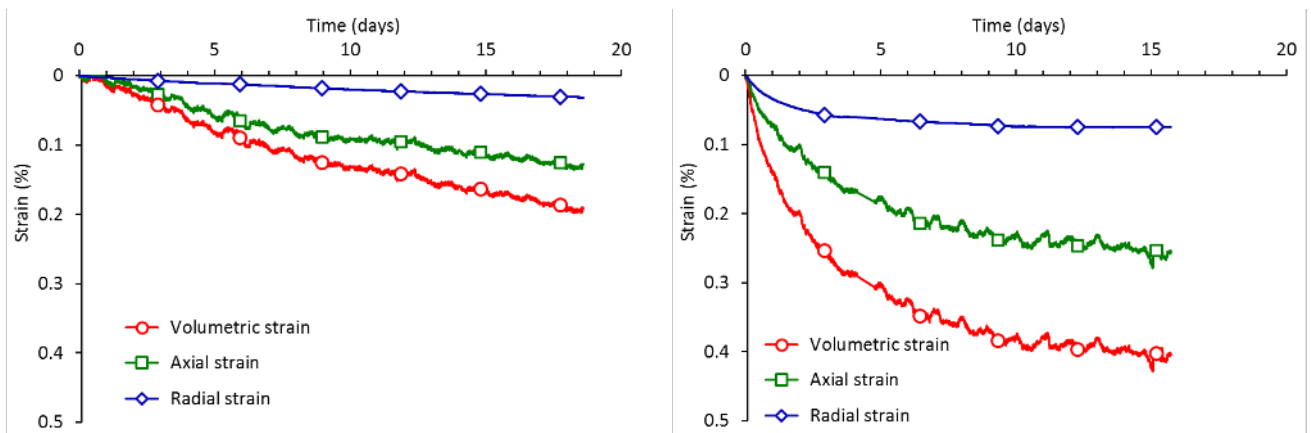 Time (days)
0 5 10 15 20
0
0.1
0.2
0.3
0.4
0.5
Strain (%)
Volumetric strain
Axial strain
Radial strain
Time (days)
0 5 10 15 20
0
0.1
0.2
0.3
0.4
0.5
Strain (%)
Volumetric strain
Axial strain
Radial strain